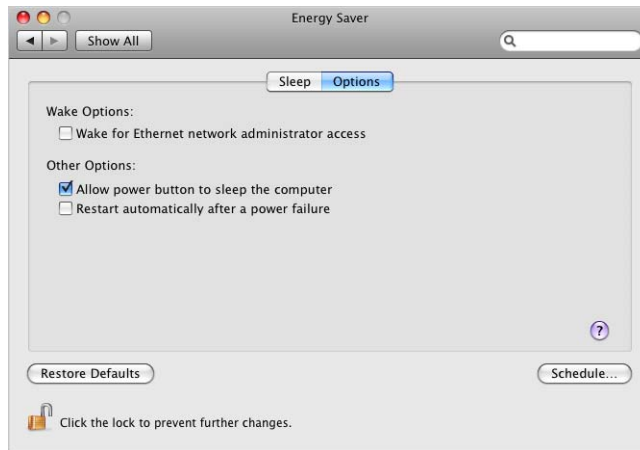 Energy Saver
Show All
Sleep Options
Wake Options:
Wake for Ethernet network administrator access
Other Options:
Allow power button to sleep the computer
Restart automatically after a power failure
?
Restore Defaults Schedule...
Click the lock to prevent further changes.